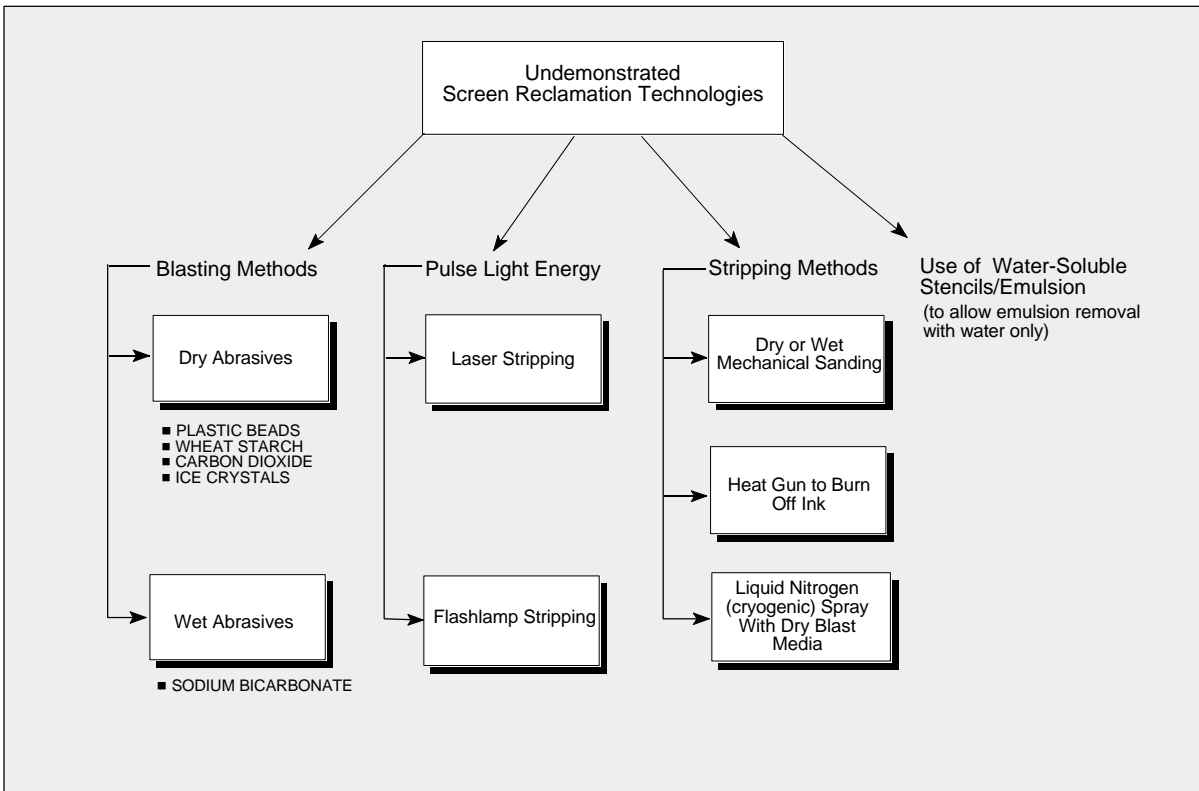 Undemonstrated
Screen Reclamation Technologies
Blasting Methods
Dry Abrasives
■ PLASTIC BEADS
■ WHEAT STARCH
■ CARBON DIOXIDE
■ ICE CRYSTALS
Wet Abrasives
■ SODIUM BICARBONATE
Pulse Light Energy
Laser Stripping
Flashlamp Stripping
Stripping Methods
Dry or Wet
Mechanical Sanding
Heat Gun to Burn
Off Ink
Liquid Nitrogen
(cryogenic) Spray
With Dry Blast
Media
Use of Water-Soluble
Stencils/Emulsion
(to allow emulsion removal
with water only)